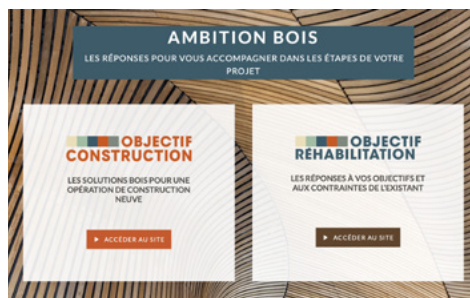 AMBITION BOIS
LES RÉPONSES POUR VOUS ACCOMPAGNER DANS LES ÉTAPES DE VOTRE
PROJET
OBJECTIF
CONSTRUCTION
LES SOLUTIONS BOIS POUR UNE
OPÉRATION DE CONSTRUCTION
NEUVE
ACCÉDER AU SITE
OBJECTIF
RÉHABILITATION
LES RÉPONSES À VOS OBJECTIFS ET
AUX CONTRAINTES DE L'EXISTANT
ACCÉDER AU SITE